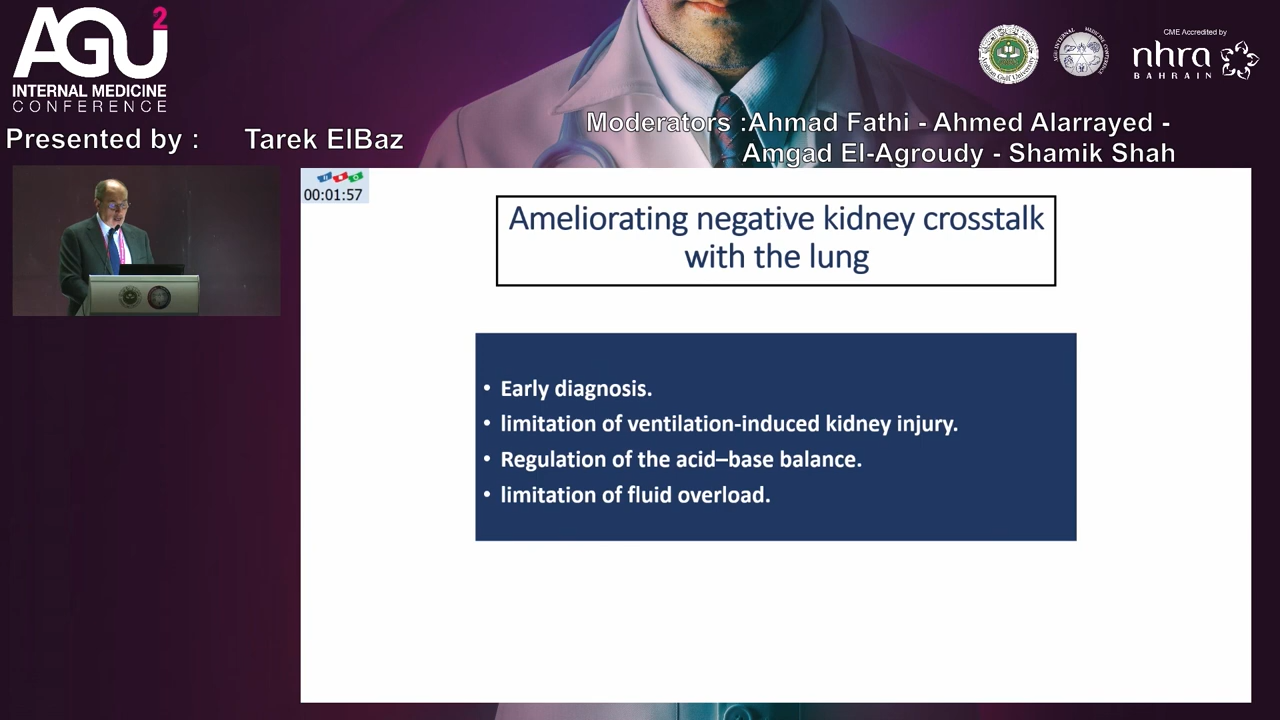 AGU2
INTERNAL MEDICINE
CONFERENCE
CME Accredited by
nhra
BAHRAIN
Presented by : Tarek ElBaz
Moderators :Ahmad Fathi - Ahmed Alarrayed -
Amgad El-Agroudy - Shamik Shah
00:01:57
Ameliorating negative kidney crosstalk
with the lung
• Early diagnosis.
• limitation of ventilation-induced kidney injury.
• Regulation of the acid–base balance.
• limitation of fluid overload.